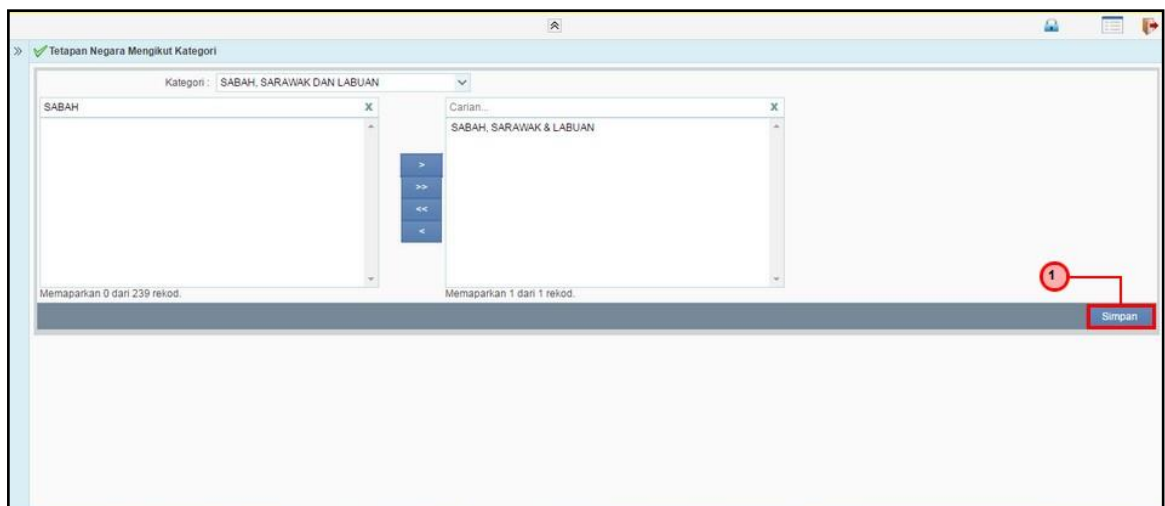 Tetapan Negara Mengikut Kategori
Kategori : SABAH, SARAWAK DAN LABUAN
SABAH X
Carian... X
SABAH, SARAWAK & LABUAN
>
>>
<<
<
Memaparkan 0 dari 239 rekod.
Memaparkan 1 dari 1 rekod.
1
Simpan